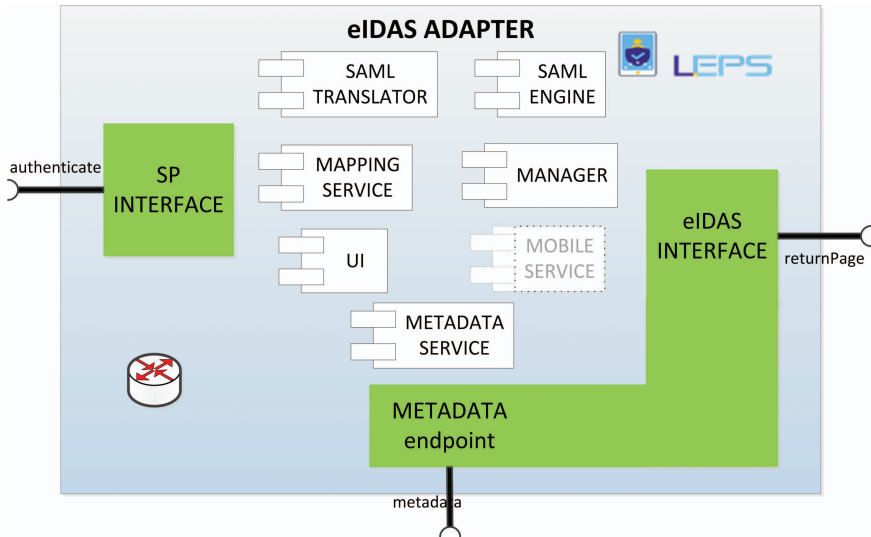 eIDAS ADAPTER
LEPS
SAML
TRANSLATOR
SAML
ENGINE
authenticate
SP
INTERFACE
MAPPING
SERVICE
MANAGER
eIDAS
INTERFACE
returnPage
UI
MOBILE
SERVICE
METADATA
SERVICE
METADATA
endpoint
metadata